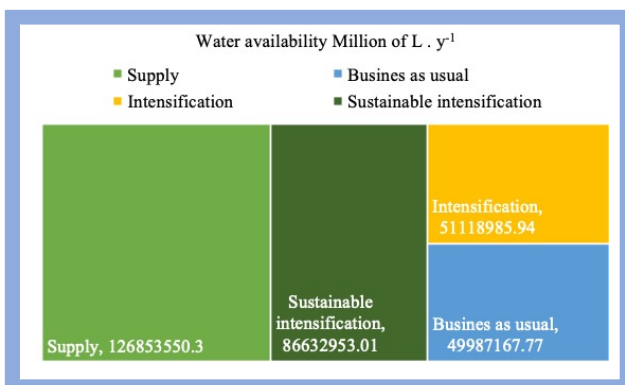 Water availability Million of L . y-1
Supply
Busines as usual
Intensification
Sustainable intensification
Supply, 126853550.3
Sustainable
intensification,
86632953.01
Intensification,
51118985.94
Busines as usual,
49987167.77